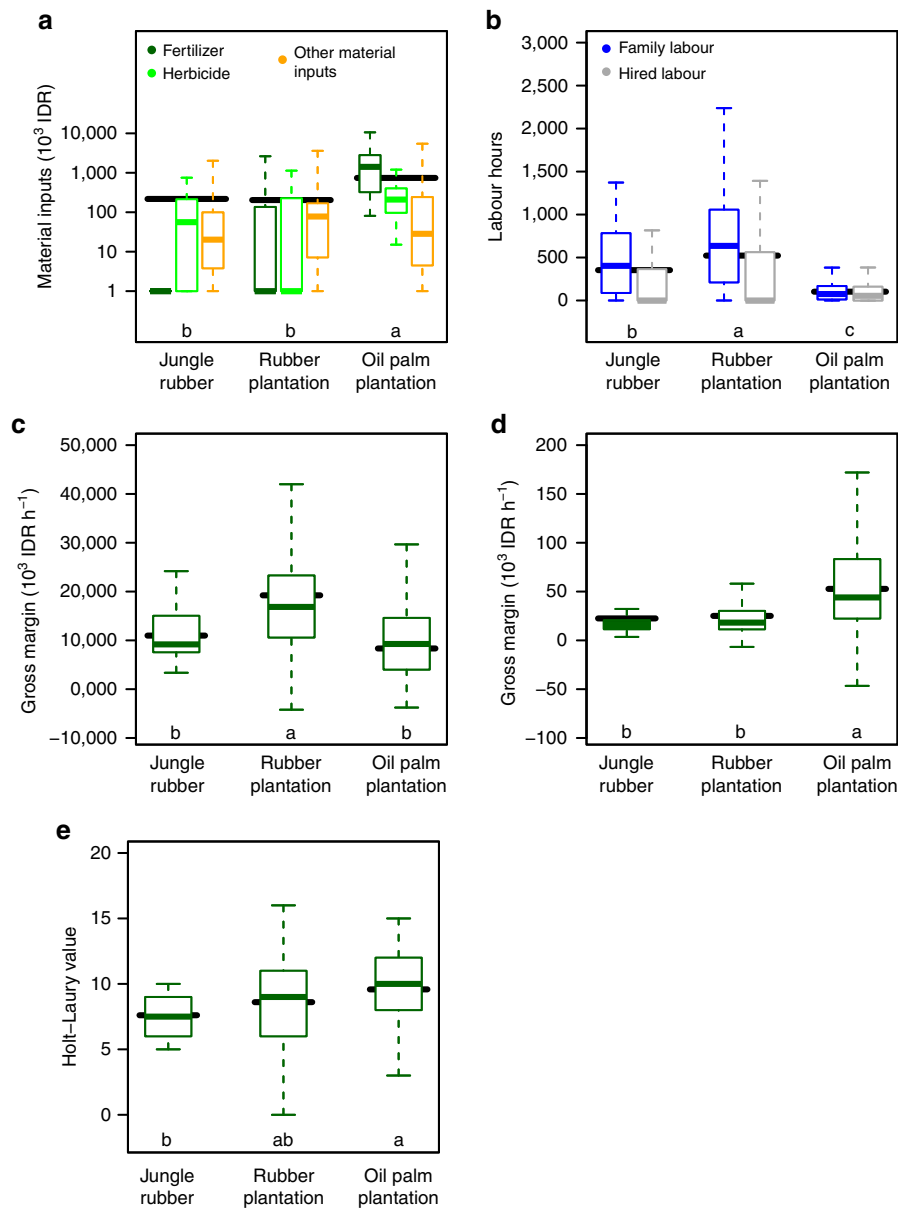 a
Fertilizer
Herbicide
Other material
inputs
Material inputs (10³ IDR)
10,000
1,000
100
10
1
b b a
Jungle
rubber
Rubber
plantation
Oil palm
plantation
b
Family labour
Hired labour
Labour hours
3,000
2,500
2,000
1,500
1,000
500
0
b a c
Jungle
rubber
Rubber
plantation
Oil palm
plantation
c
Gross margin (10³ IDR h⁻¹)
50,000
40,000
30,000
20,000
10,000
0,000
−10,000
b a b
Jungle
rubber
Rubber
plantation
Oil palm
plantation
d
Gross margin (10³ IDR h⁻¹)
200
150
100
50
0
−50
−100
b b a
Jungle
rubber
Rubber
plantation
Oil palm
plantation
e
Holt−Laury value
20
15
10
5
0
b ab a
Jungle
rubber
Rubber
plantation
Oil palm
plantation